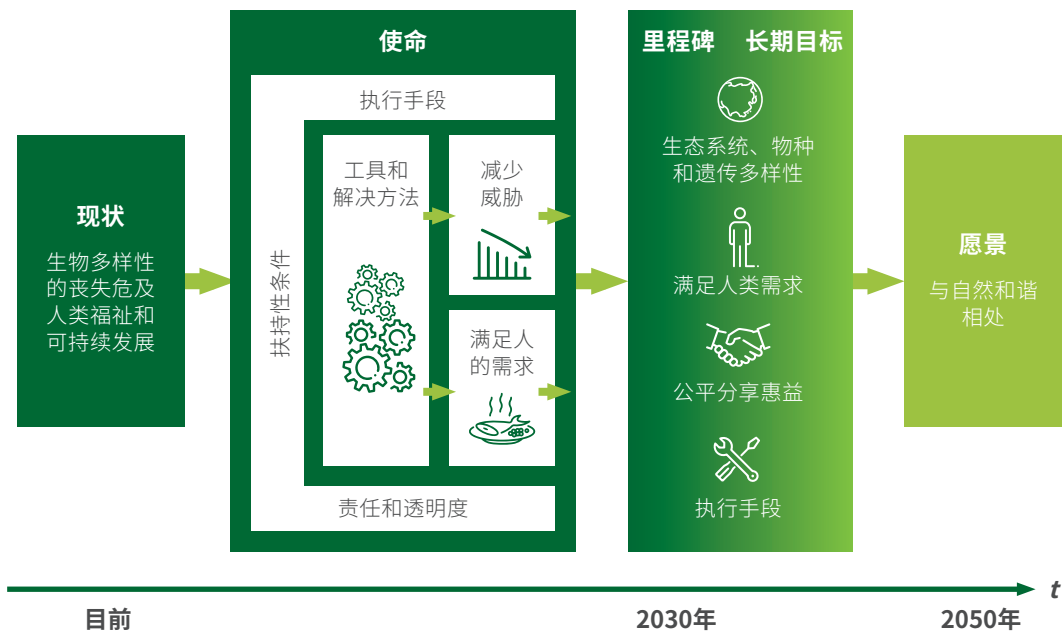 现状
生物多样性
的丧失危及
人类福祉和
可持续发展
使命
执行手段
扶持性条件
工具和
解决方法
减少
威胁
满足人
的需求
责任和透明度
里程碑 长期目标
生态系统、物种
和遗传多样性
满足人类需求
公平分享惠益
执行手段
愿景
与自然和谐
相处
t
目前
2030年
2050年